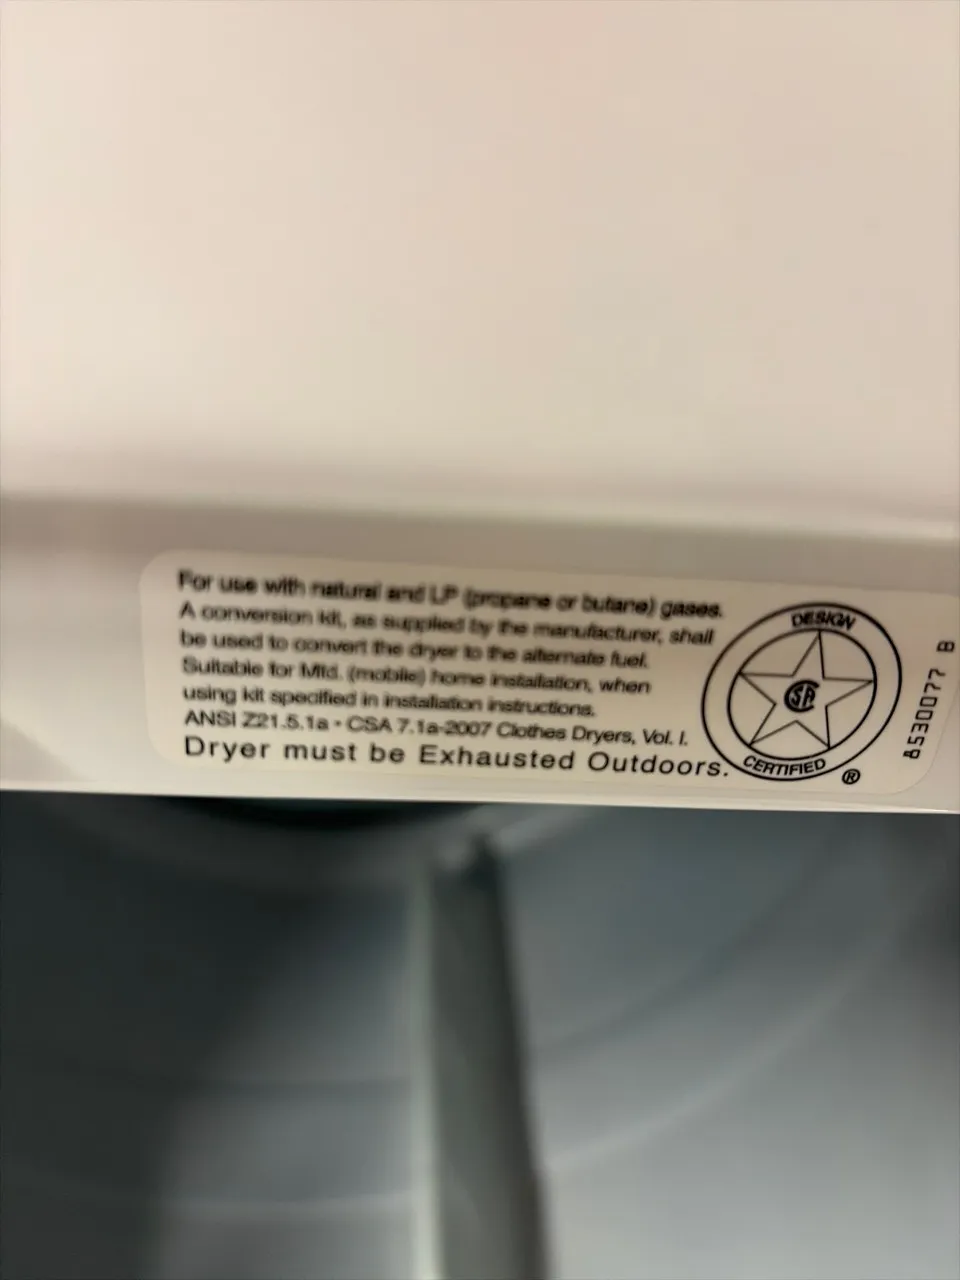 For use with natural and LP (propane or butane) gases.
A conversion kit, as supplied by the manufacturer, shall
be used to convert the dryer to the alternate fuel.
Suitable for Mfd. (mobile) home installation, when
using kit specified in installation instructions.
ANSI Z21.5.1a • CSA 7.1a-2007 Clothes Dryers, Vol. I.
Dryer must be Exhausted Outdoors.
DESIGN
SA
CERTIFIED
®
8530077 B